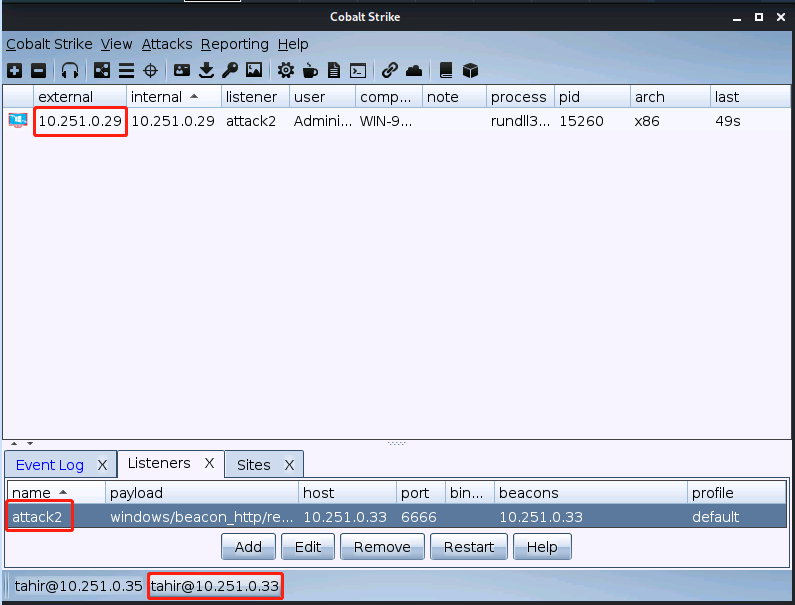 Cobalt Strike
Cobalt Strike View Attacks Reporting Help
external internal listener user comp... note process pid arch last
10.251.0.29 10.251.0.29 attack2 Admini... WIN-9... rundll3... 15260 x86 49s
Event Log X Listeners X Sites X
name payload host port bin... beacons profile
attack2 windows/beacon_http/re... 10.251.0.33 6666 10.251.0.33 default
Add Edit Remove Restart Help
tahir@10.251.0.35 tahir@10.251.0.33